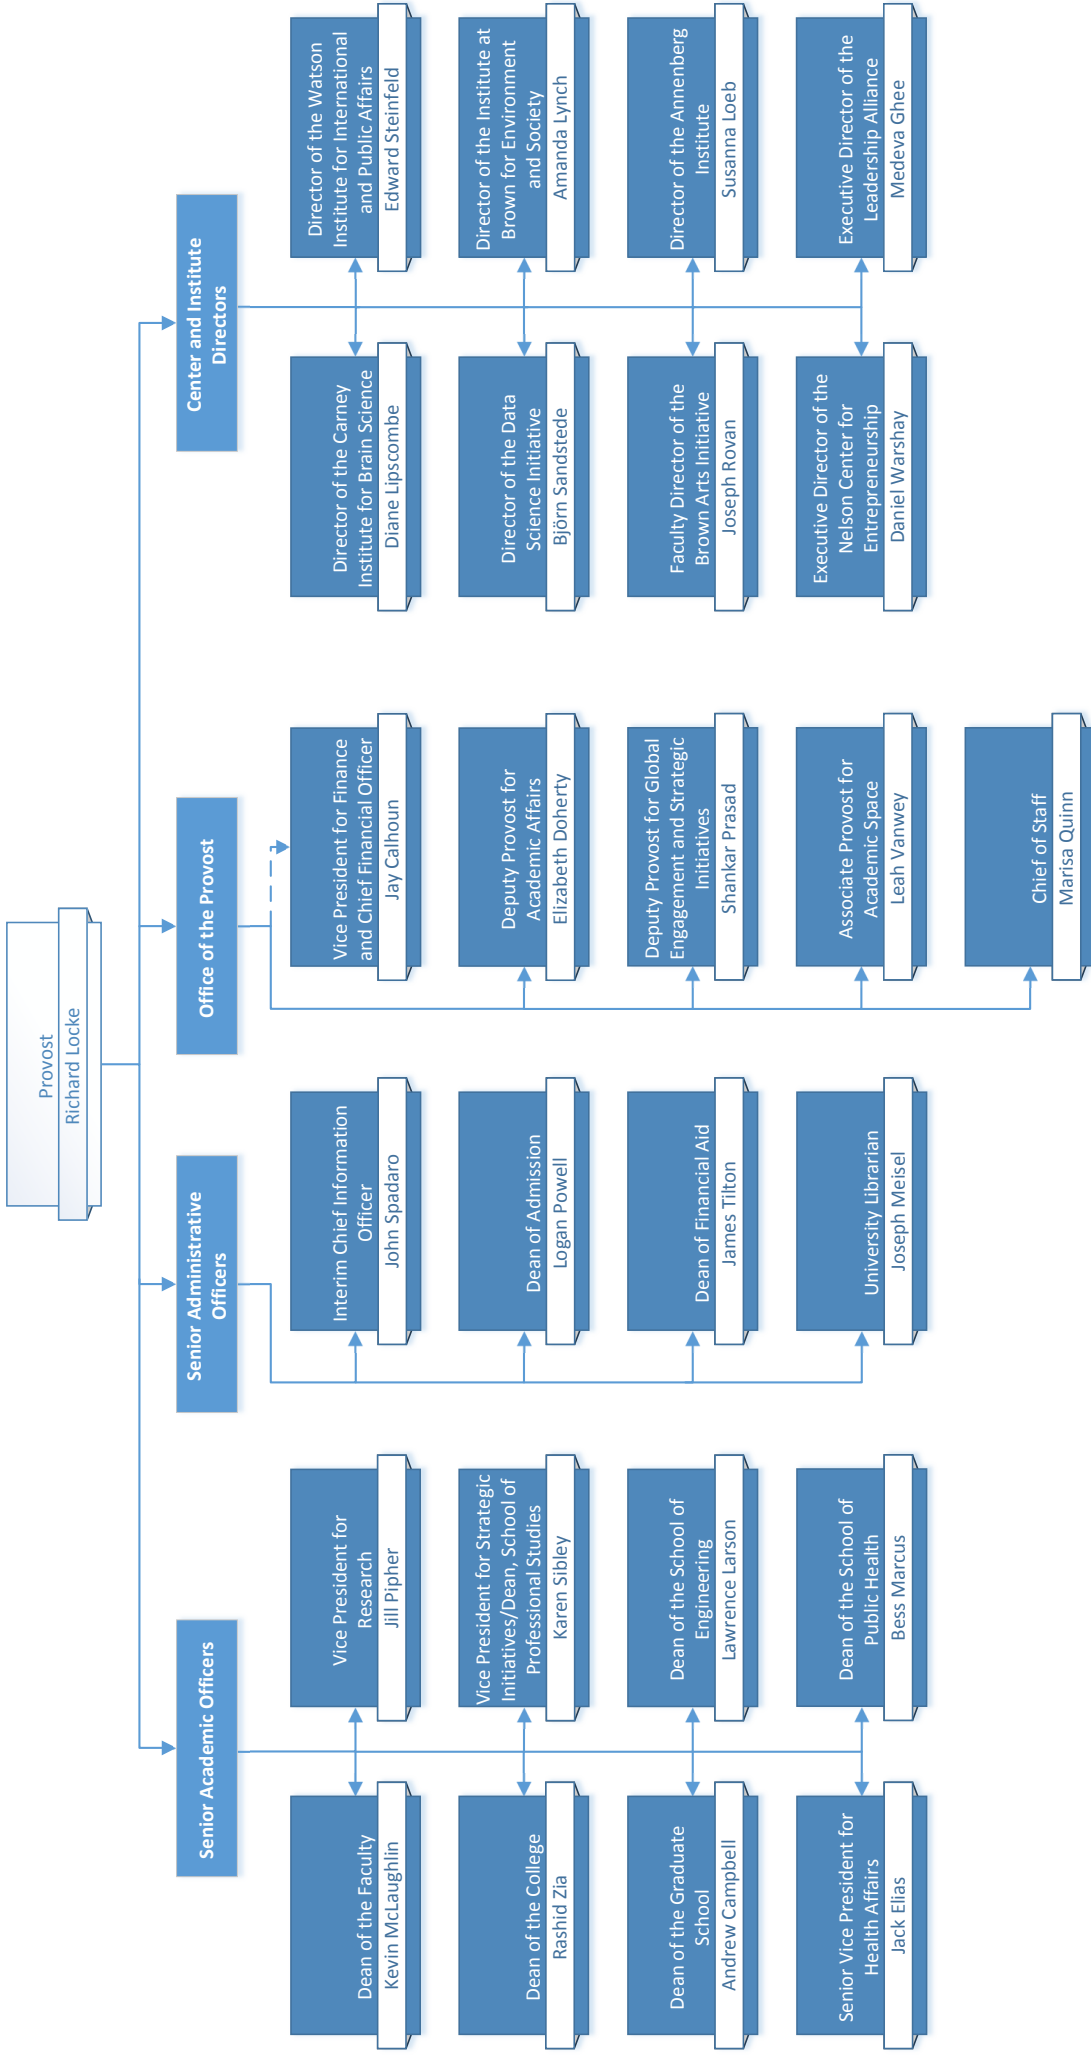 Provost
Richard Locke
Senior Academic Officers
Dean of the Faculty
Kevin McLaughlin
Vice President for
Research
Jill Pipher
Dean of the College
Rashid Zia
Vice President for Strategic
Initiatives/Dean, School of
Professional Studies
Karen Sibley
Dean of the Graduate
School
Andrew Campbell
Dean of the School of
Engineering
Lawrence Larson
Senior Vice President for
Health Affairs
Jack Elias
Dean of the School of
Public Health
Bess Marcus
Senior Administrative
Officers
Interim Chief Information
Officer
John Spadaro
Dean of Admission
Logan Powell
Dean of Financial Aid
James Tilton
University Librarian
Joseph Meisel
Office of the Provost
Vice President for Finance
and Chief Financial Officer
Jay Calhoun
Deputy Provost for
Academic Affairs
Elizabeth Doherty
Deputy Provost for Global
Engagement and Strategic
Initiatives
Shankar Prasad
Associate Provost for
Academic Space
Leah Vanwey
Chief of Staff
Marisa Quinn
Center and Institute
Directors
Director of the Carney
Institute for Brain Science
Diane Lipscombe
Director of the Watson
Institute for International
and Public Affairs
Edward Steinfeld
Director of the Data
Science Initiative
Björn Sandstede
Director of the Institute at
Brown for Environment
and Society
Amanda Lynch
Faculty Director of the
Brown Arts Initiative
Joseph Rovan
Director of the Annenberg
Institute
Susanna Loeb
Executive Director of the
Nelson Center for
Entrepreneurship
Daniel Warshay
Executive Director of the
Leadership Alliance
Medeva Ghee